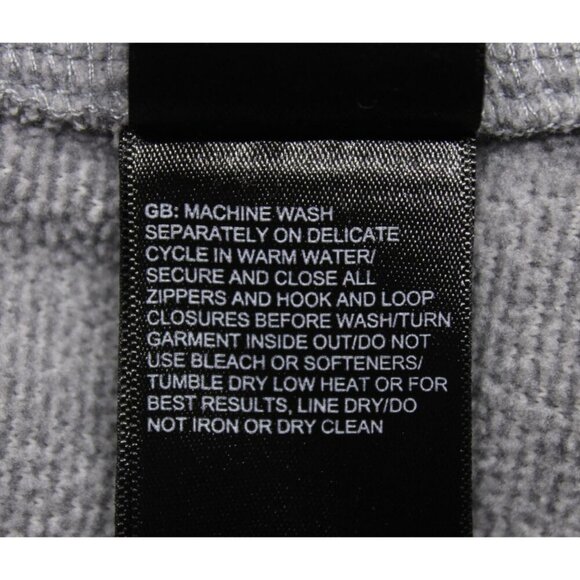 GB: MACHINE WASH
SEPARATELY ON DELICATE
CYCLE IN WARM WATER/
SECURE AND CLOSE ALL
ZIPPERS AND HOOK AND LOOP
CLOSURES BEFORE WASH/TURN
GARMENT INSIDE OUT/DO NOT
USE BLEACH OR SOFTENERS/
TUMBLE DRY LOW HEAT OR FOR
BEST RESULTS, LINE DRY/DO
NOT IRON OR DRY CLEAN